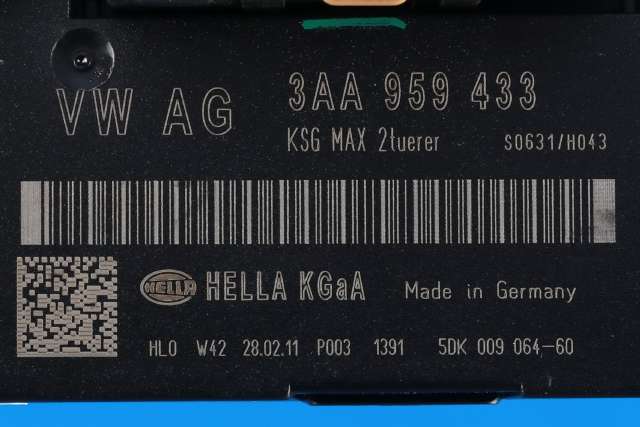 VW AG 3AA 959 433
KSG MAX 2tuerer S0631/H043
HELLA HELLA KGaA Made in Germany
HLO W42 28.02.11 P003 1391 5DK 009 064-60